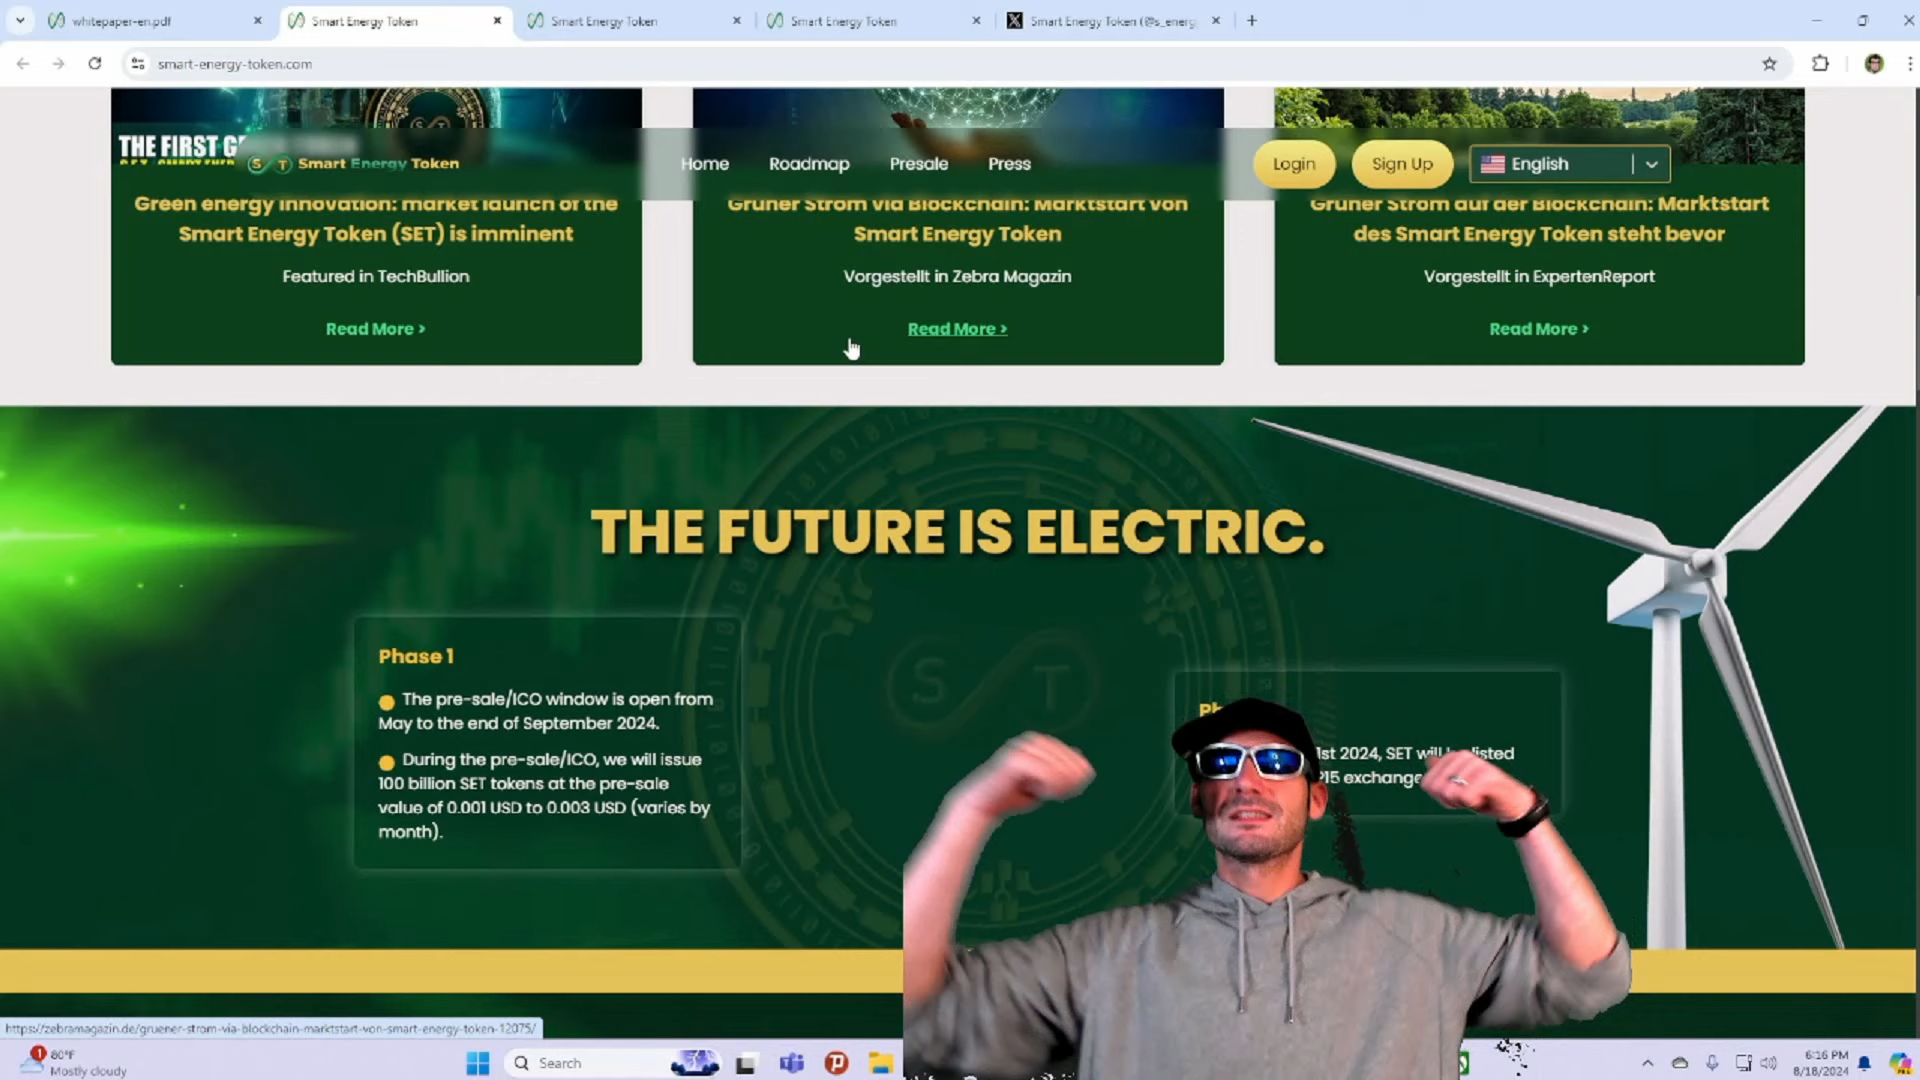 whitepaper-en.pdf
Smart Energy Token
Smart Energy Token
Smart Energy Token
Smart Energy Token (@s_energ
smart-energy-token.com
THE FIRST
S T Smart Energy Token
Home
Roadmap
Presale
Press
Login
Sign Up
English
Green energy innovation: market launch of the
Smart Energy Token (SET) is imminent
Featured in TechBullion
Read More >
Grüner Strom via Blockchain: Marktstart von
Smart Energy Token
Vorgestellt in Zebra Magazin
Read More >
Grüner Strom auf der Blockchain: Marktstart
des Smart Energy Token steht bevor
Vorgestellt in ExpertenReport
Read More >
THE FUTURE IS ELECTRIC.
S T
Phase 1
The pre-sale/ICO window is open from
May to the end of September 2024.
During the pre-sale/ICO, we will issue
100 billion SET tokens at the pre-sale
value of 0.001 USD to 0.003 USD (varies by
month).
Ph
1st 2024, SET will listed
P15 exchange
https://zebramagazin.de/gruener-strom-via-blockchain-marktstart-von-smart-energy-token-12075/
1
80°F
Mostly cloudy
Search
6:16 PM
8/18/2024